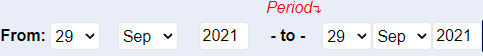 Period↴
From: 29 Sep 2021 - to - 29 Sep 2021